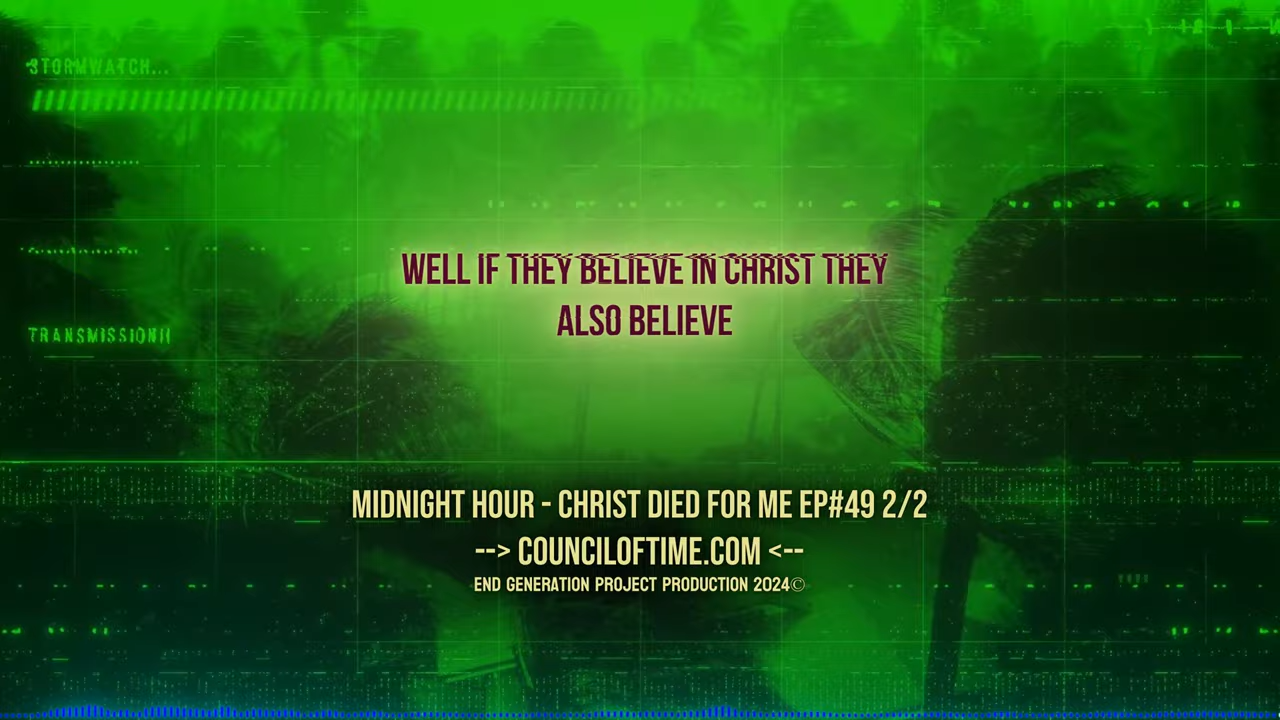 STORMWATCH...
WELL IF THEY BELIEVE IN CHRIST THEY
ALSO BELIEVE
TRANSMISSION
MIDNIGHT HOUR - CHRIST DIED FOR ME EP#49 2/2
--> COUNCILOFTIME.COM <--
END GENERATION PROJECT PRODUCTION 2024©